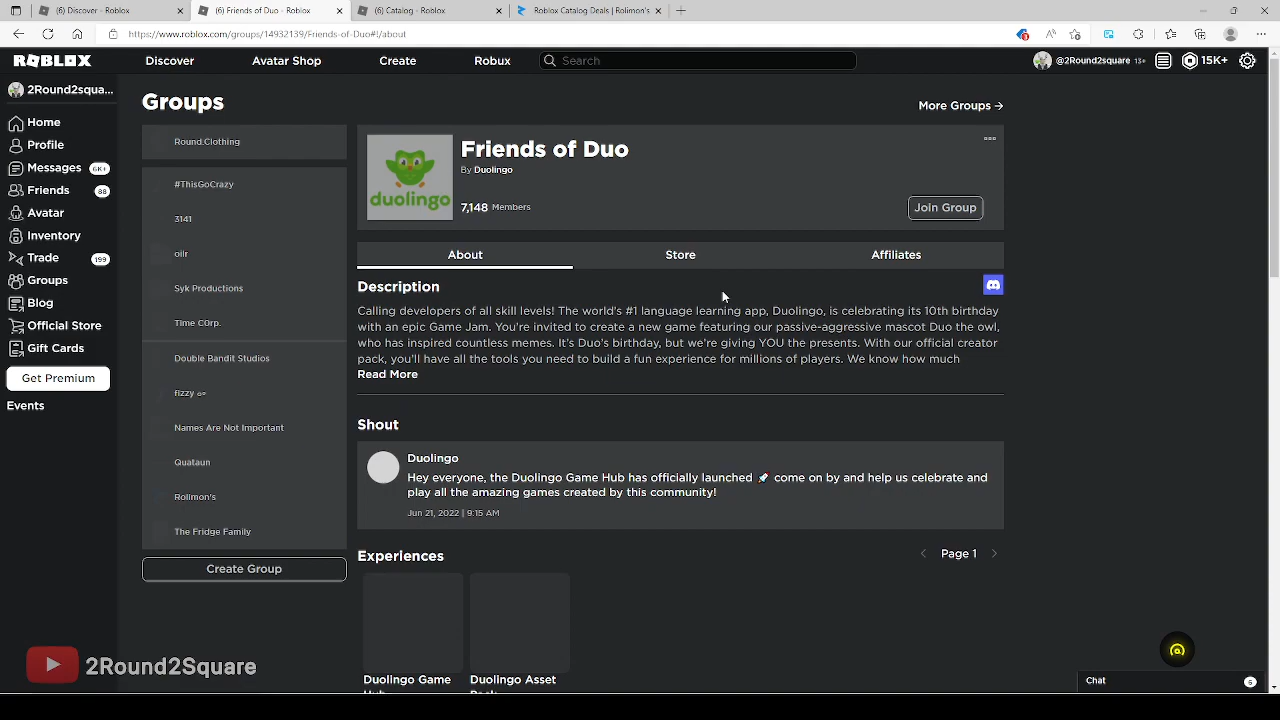 (6) Discover - Roblox
(6) Friends of Duo - Roblox
(6) Catalog - Roblox
Roblox Catalog Deals | Rolimon's
https://www.roblox.com/groups/14932139/Friends-of-Duo#!/about
ROBLOX
Discover
Avatar Shop
Create
Robux
Search
@2Round2square 13+
15K+
2Round2squa...
Home
Profile
Messages 6K+
Friends 88
Avatar
Inventory
Trade 199
Groups
Blog
Official Store
Gift Cards
Get Premium
Events
Groups
More Groups →
Round.Clothing
#ThisGoCrazy
3141
ollr
Syk Productions
T!me C0rp.
Double Bandit Studios
Names Are Not Important
Quataun
Rolimon's
The Fridge Family
Create Group
duolingo
Friends of Duo
By Duolingo
7,148 Members
Join Group
About
Store
Affiliates
Description
Calling developers of all skill levels! The world's #1 language learning app, Duolingo, is celebrating its 10th birthday
with an epic Game Jam. You're invited to create a new game featuring our passive-aggressive mascot Duo the owl,
who has inspired countless memes. It's Duo's birthday, but we're giving YOU the presents. With our official creator
pack, you'll have all the tools you need to build a fun experience for millions of players. We know how much
Read More
Shout
Duolingo
Hey everyone, the Duolingo Game Hub has officially launched 🚀 come on by and help us celebrate and
play all the amazing games created by this community!
Jun 21, 2022 | 9:15 AM
Experiences
Page 1
Duolingo Game
Hub
Duolingo Asset
Pack
2Round2Square
Chat
6